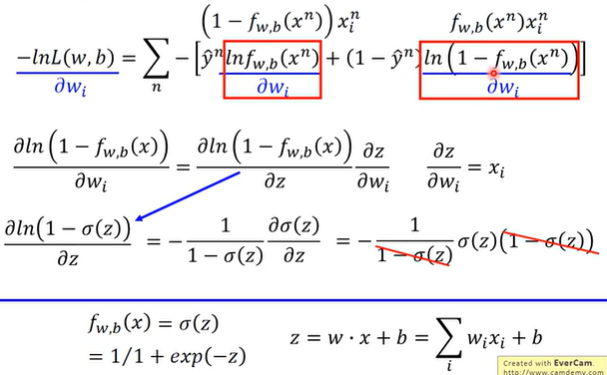 (1 − f_{w,b}(x^n)) x_i^n    f_{w,b}(x^n)x_i^n
−lnL(w, b)/∂w_i = ∑_n −[ŷ^n lnf_{w,b}(x^n)/∂w_i + (1 − ŷ^n) ln(1 − f_{w,b}(x^n))/∂w_i]
∂ln(1 − f_{w,b}(x))/∂w_i = ∂ln(1 − f_{w,b}(x))/∂z ∂z/∂w_i    ∂z/∂w_i = x_i
∂ln(1 − σ(z))/∂z = − 1/(1 − σ(z)) ∂σ(z)/∂z = − 1/(1 − σ(z)) σ(z)(1 − σ(z))
f_{w,b}(x) = σ(z)
= 1/1 + exp(−z)
z = w · x + b = ∑_i w_i x_i + b
Created with EverCam.
http://www.camdemy.com